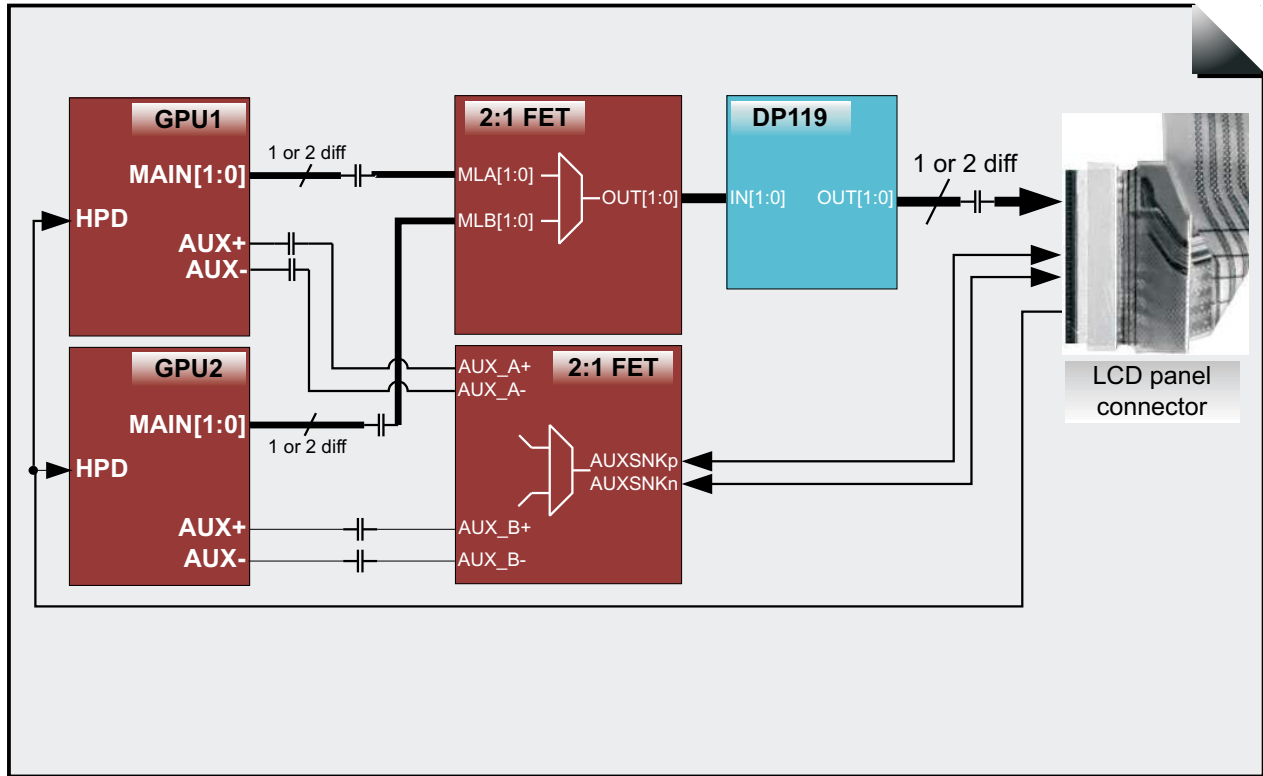 GPU1
MAIN[1:0]
HPD
AUX+
AUX-
1 or 2 diff
2:1 FET
MLA[1:0]
MLB[1:0]
OUT[1:0]
DP119
IN[1:0]
OUT[1:0]
1 or 2 diff
LCD panel
connector
GPU2
MAIN[1:0]
HPD
AUX+
AUX-
1 or 2 diff
2:1 FET
AUX_A+
AUX_A-
AUXSNKp
AUXSNKn
AUX_B+
AUX_B-